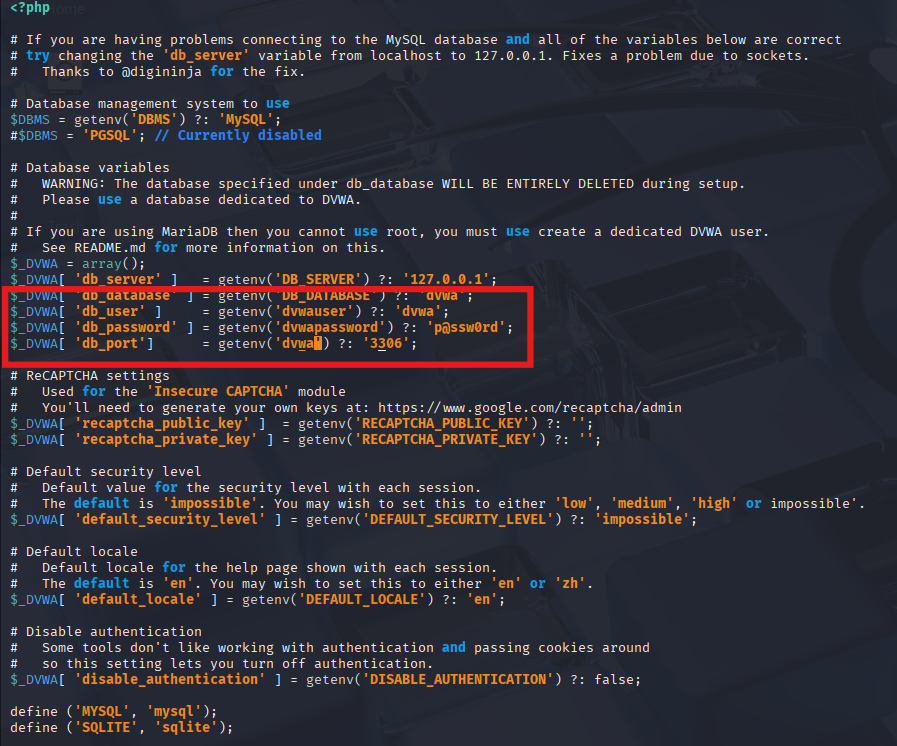 <?php
# If you are having problems connecting to the MySQL database and all of the variables below are correct
# try changing the 'db_server' variable from localhost to 127.0.0.1. Fixes a problem due to sockets.
#   Thanks to @digininja for the fix.
# Database management system to use
$DBMS = getenv('DBMS') ?: 'MySQL';
#$DBMS = 'PGSQL'; // Currently disabled
# Database variables
#   WARNING: The database specified under db_database WILL BE ENTIRELY DELETED during setup.
#   Please use a database dedicated to DVWA.
#
# If you are using MariaDB then you cannot use root, you must use create a dedicated DVWA user.
#   See README.md for more information on this.
$_DVWA = array();
$_DVWA[ 'db_server' ]   = getenv('DB_SERVER') ?: '127.0.0.1';
$_DVWA[ 'db_database' ] = getenv('DB_DATABASE') ?: 'dvwa';
$_DVWA[ 'db_user' ]     = getenv('dvwauser') ?: 'dvwa';
$_DVWA[ 'db_password' ] = getenv('dvwapassword') ?: 'p@ssw0rd';
$_DVWA[ 'db_port']      = getenv('dvwa') ?: '3306';
# ReCAPTCHA settings
#   Used for the 'Insecure CAPTCHA' module
#   You'll need to generate your own keys at: https://www.google.com/recaptcha/admin
$_DVWA[ 'recaptcha_public_key' ]  = getenv('RECAPTCHA_PUBLIC_KEY') ?: '';
$_DVWA[ 'recaptcha_private_key' ] = getenv('RECAPTCHA_PRIVATE_KEY') ?: '';
# Default security level
#   Default value for the security level with each session.
#   The default is 'impossible'. You may wish to set this to either 'low', 'medium', 'high' or impossible'.
$_DVWA[ 'default_security_level' ] = getenv('DEFAULT_SECURITY_LEVEL') ?: 'impossible';
# Default locale
#   Default locale for the help page shown with each session.
#   The default is 'en'. You may wish to set this to either 'en' or 'zh'.
$_DVWA[ 'default_locale' ] = getenv('DEFAULT_LOCALE') ?: 'en';
# Disable authentication
#   Some tools don't like working with authentication and passing cookies around
#   so this setting lets you turn off authentication.
$_DVWA[ 'disable_authentication' ] = getenv('DISABLE_AUTHENTICATION') ?: false;
define ('MYSQL', 'mysql');
define ('SQLITE', 'sqlite');